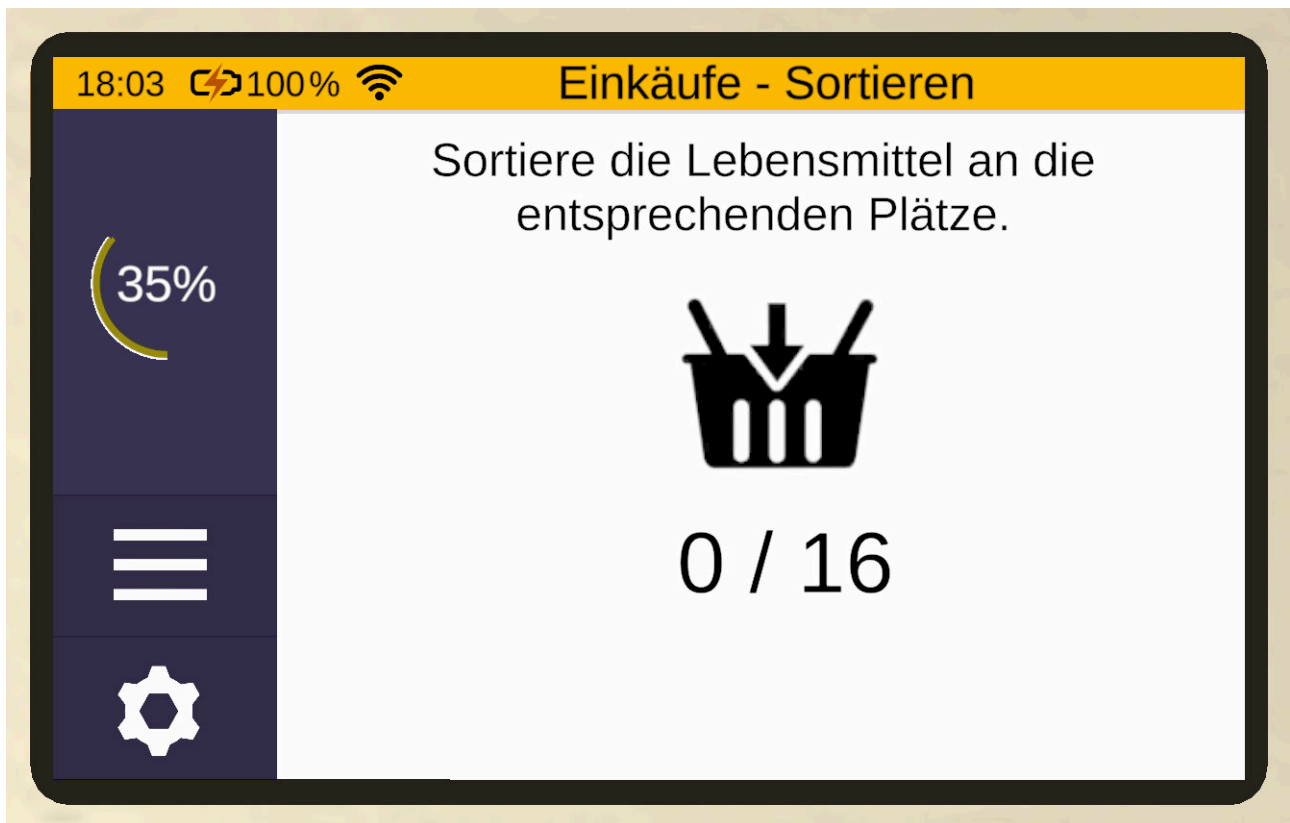 18:03 100% Einkäufe - Sortieren
Sortiere die Lebensmittel an die
entsprechenden Plätze.
35%
0 / 16